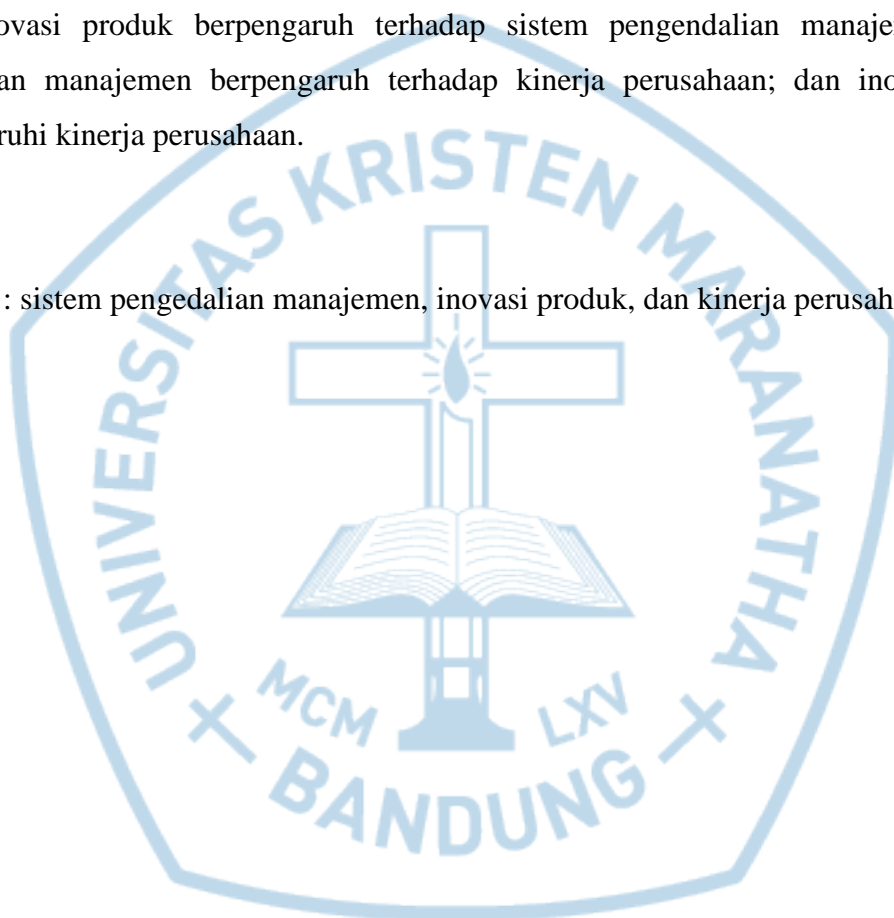 ovasi produk berpengaruh terhadap sistem pengendalian manaje
an manajemen berpengaruh terhadap kinerja perusahaan; dan ino
ruhi kinerja perusahaan.
UNIVERSITAS KRISTEN MARANATHA
: sistem pengedalian manajemen, inovasi produk, dan kinerja perusah
MCM LXV
BANDUNG